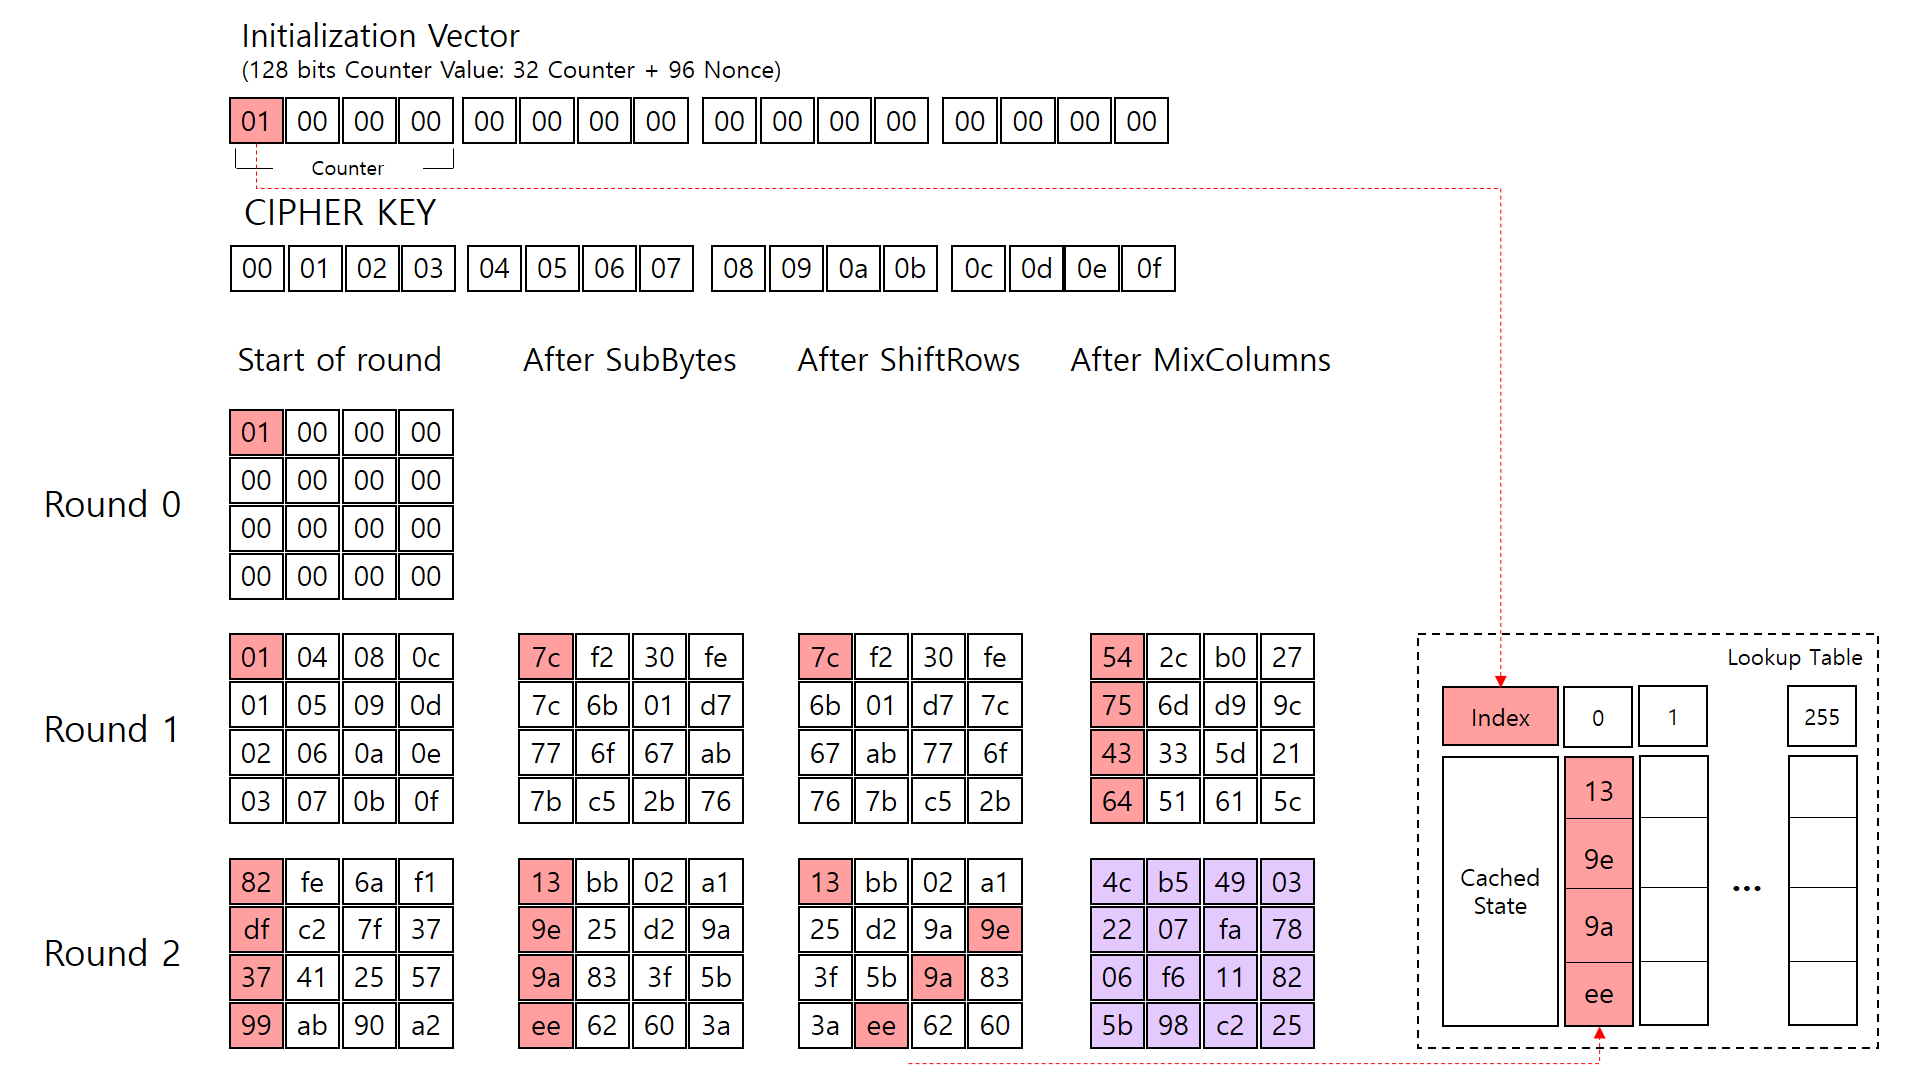 Initialization Vector
(128 bits Counter Value: 32 Counter + 96 Nonce)
01 00 00 00 00 00 00 00 00 00 00 00 00 00 00 00
Counter
CIPHER KEY
00 01 02 03 04 05 06 07 08 09 0a 0b 0c 0d 0e 0f
Start of round After SubBytes After ShiftRows After MixColumns
Round 0
01 00 00 00
00 00 00 00
00 00 00 00
00 00 00 00
Round 1
01 04 08 0c 7c f2 30 fe 7c f2 30 fe 54 2c b0 27
01 05 09 0d 7c 6b 01 d7 6b 01 d7 7c 75 6d d9 9c
02 06 0a 0e 77 6f 67 ab 67 ab 77 6f 43 33 5d 21
03 07 0b 0f 7b c5 2b 76 76 7b c5 2b 64 51 61 5c
Round 2
82 fe 6a f1 13 bb 02 a1 13 bb 02 a1 4c b5 49 03
df c2 7f 37 9e 25 d2 9a 25 d2 9a 9e 22 07 fa 78
37 41 25 57 9a 83 3f 5b 3f 5b 9a 83 06 f6 11 82
99 ab 90 a2 ee 62 60 3a 3a ee 62 60 5b 98 c2 25
Lookup Table
Index 0 1 255
Cached
State
13
9e
9a
ee
...